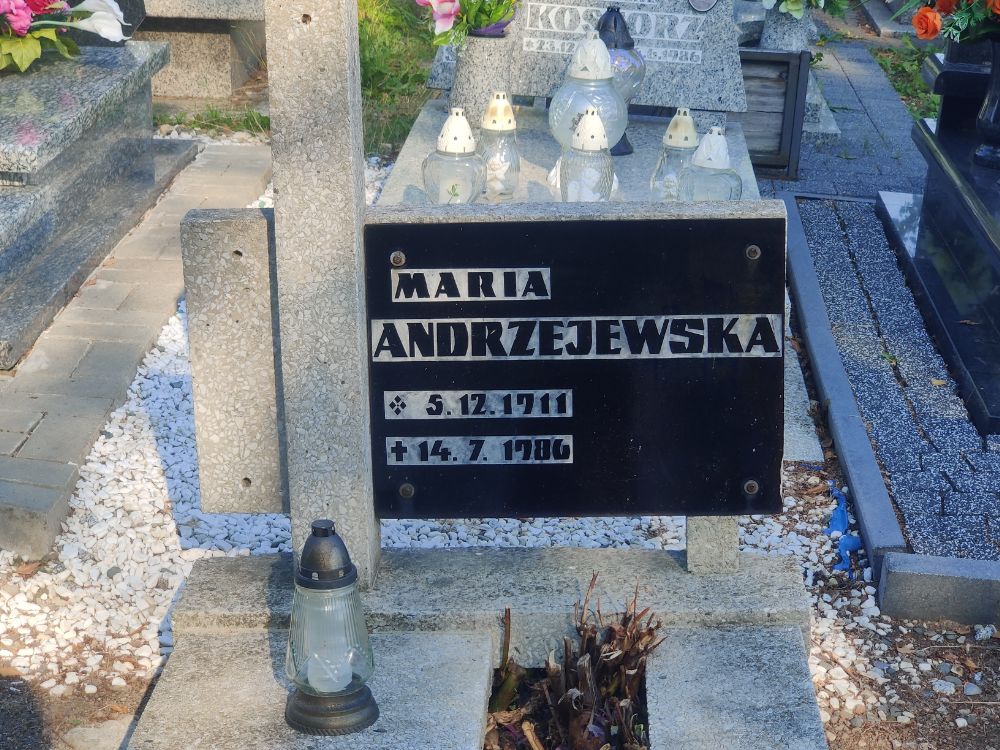 MARIA
ANDRZEJEWSKA
5.12.1911
✝ 14.7.1986